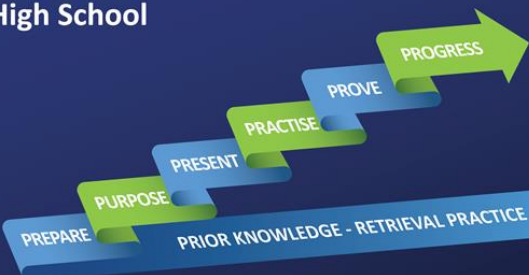 High School
PROGRESS
PROVE
PRACTISE
PRESENT
PURPOSE
PREPARE
PRIOR KNOWLEDGE - RETRIEVAL PRACTICE